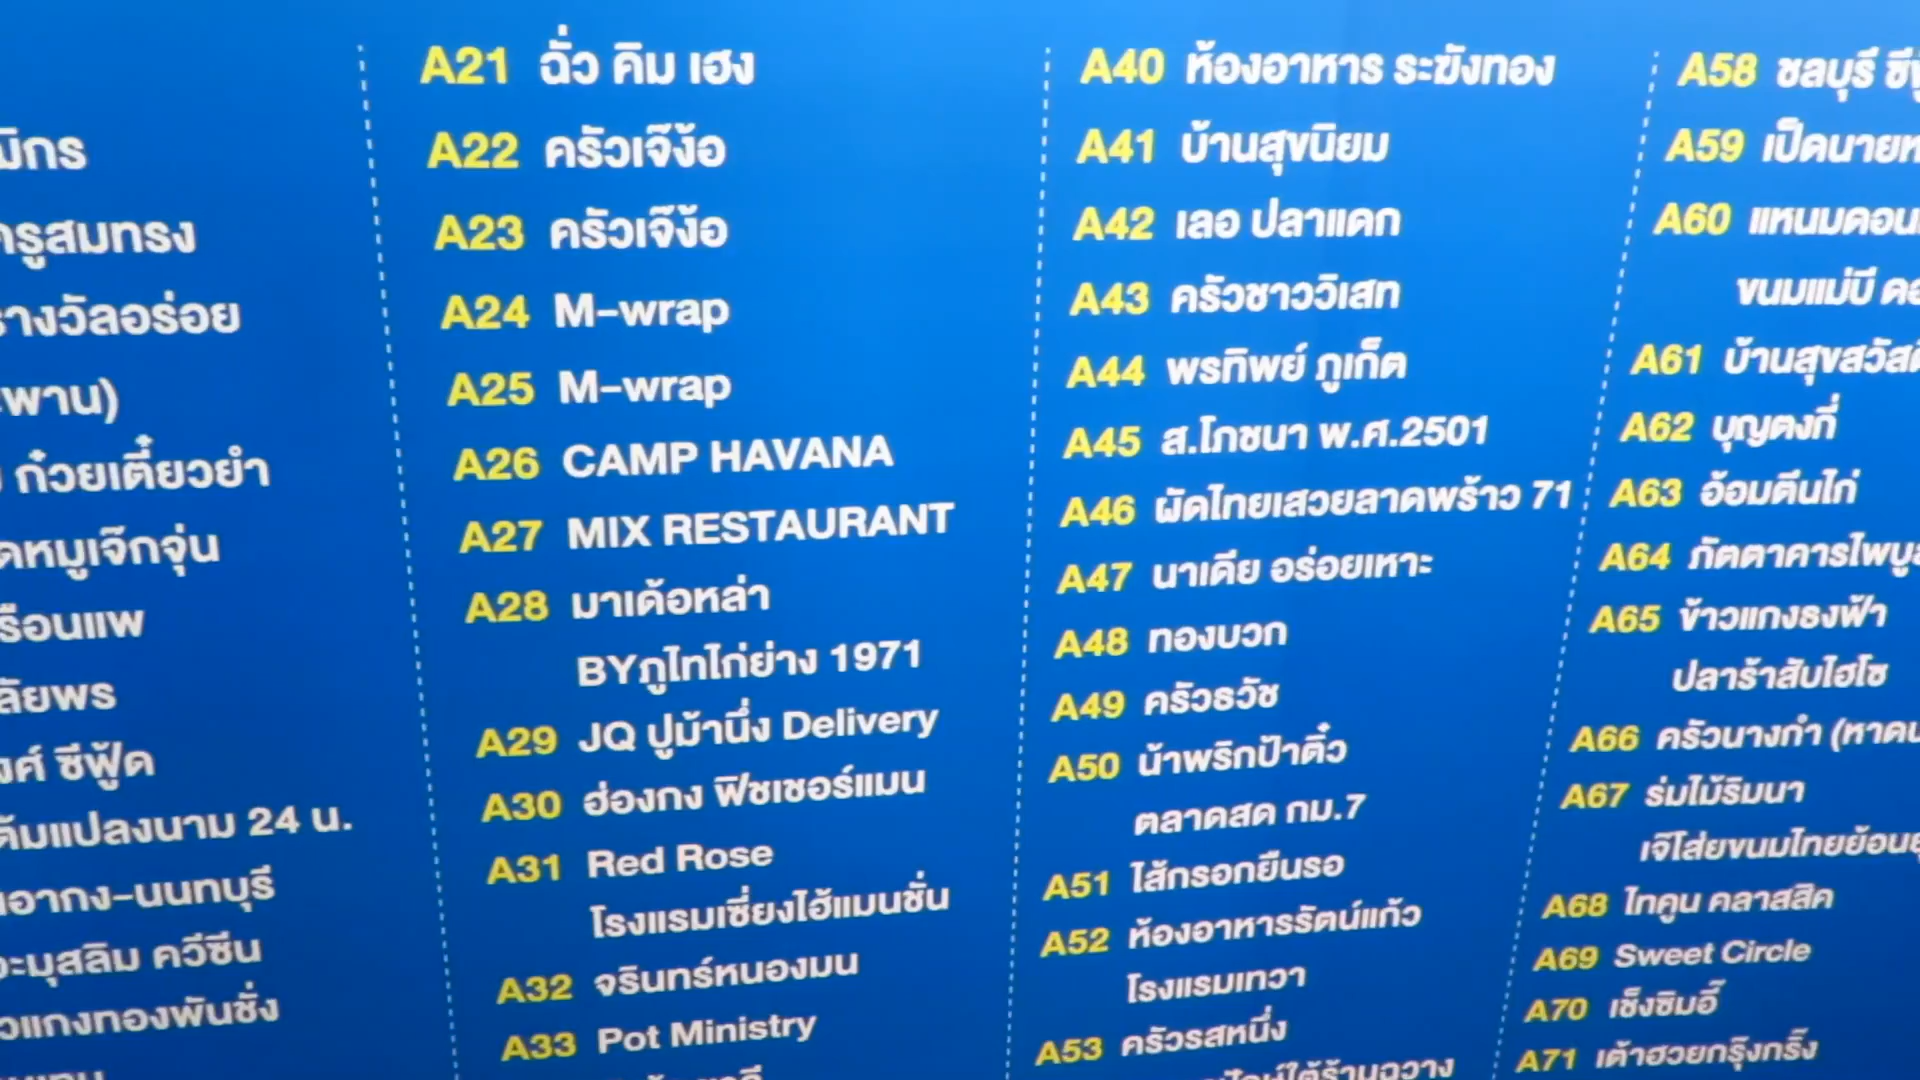 มิกร
ครูสมทรง
รางวัลอร่อย
พาน)
ก๋วยเตี๋ยวยำ
ดหมูเจ๊กจุ่น
เรือนแพ
ลัยพร
งศ์ ซีฟู้ด
ต้มแปลงนาม 24 น.
อากง-นนทบุรี
มุสลิม ควีซีน
วแกงทองพันชั่ง
A21 ฉั่ว คิม เฮง
A22 ครัวเจ๊ง้อ
A23 ครัวเจ๊ง้อ
A24 M-wrap
A25 M-wrap
A26 CAMP HAVANA
A27 MIX RESTAURANT
A28 มาเด้อหล่า
BYภูไทไก่ย่าง 1971
A29 JQ ปูม้านึ่ง Delivery
A30 ฮ่องกง ฟิชเชอร์แมน
A31 Red Rose
โรงแรมเซี่ยงไฮ้แมนชั่น
A32 จรินทร์หนองมน
A33 Pot Ministry
A40 ห้องอาหาร ระฆังทอง
A41 บ้านสุขนิยม
A42 เลอ ปลาแดก
A43 ครัวชาววิเสท
A44 พรทิพย์ ภูเก็ต
A45 ส.โภชนา พ.ศ.2501
A46 ผัดไทยเสวยลาดพร้าว 71
A47 นาเดีย อร่อยเหาะ
A48 ทองบวก
A49 ครัวธวัช
A50 น้ำพริกป้าติ๋ว
ตลาดสด กม.7
A51 ไส้กรอกยืนรอ
A52 ห้องอาหารรัตน์แก้ว
โรงแรมเทวา
A53 ครัวรสหนึ่ง
A58 ชลบุรี
A59 เป็ดนาย
A60 แหนมดอน
ขนมแม่บี
A61 บ้านสุขสวัสดิ์
A62 บุญตงกี่
A63 อ้อมตีนไก่
A64 ภัตตาคารไพบู
A65 ข้าวแกงธงฟ้า
ปลาร้าสับไฮโซ
A66 ครัวนางกำ (หาด
A67 ร่มไม้ริมนา
เจ๊ไส่ยขนมไทยย้อน
A68 ไทคูน คลาสสิค
A69 Sweet Circle
A70 เช็งซิมอี๊
A71 เต้าฮวยกรุ๊งกริ๊ง